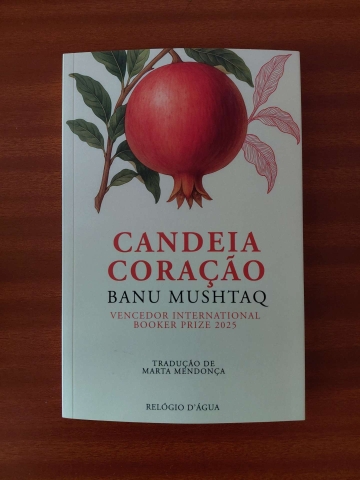 CANDEIA
CORAÇÃO
BANU MUSHTAQ
VENCEDOR INTERNATIONAL
BOOKER PRIZE 2025
TRADUÇÃO DE
MARTA MENDONÇA
RELÓGIO D'ÁGUA